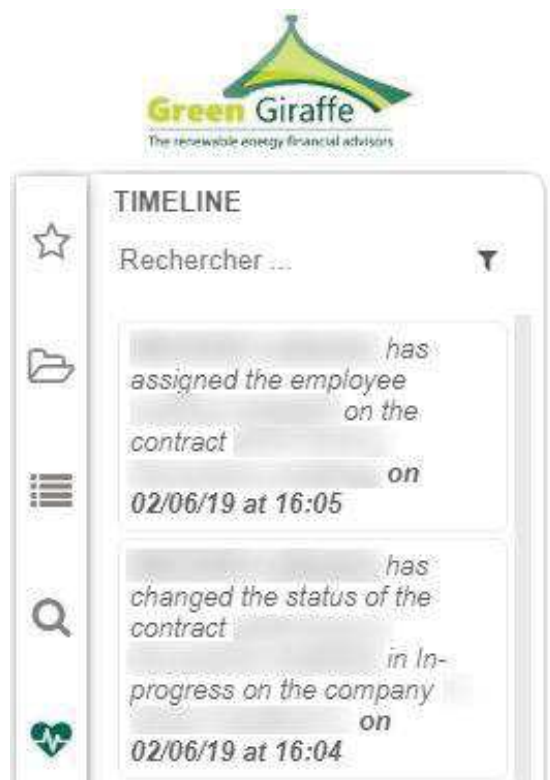 Green Giraffe
The renewable energy financial advisors
TIMELINE
Rechercher ...
has
assigned the employee
on the
contract
on
02/06/19 at 16:05
has
changed the status of the
contract
in In-
progress on the company
on
02/06/19 at 16:04